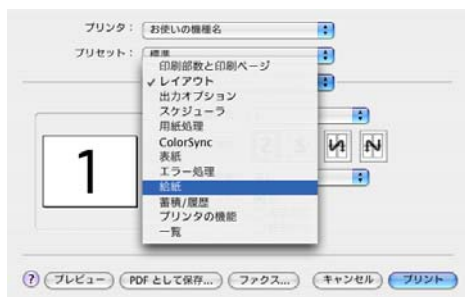 プリンタ： お使いの機種名
プリセット： 標準
印刷部数と印刷ページ
✓ レイアウト
出力オプション
スケジューラ
用紙処理
ColorSync
表紙
エラー処理
給紙
蓄積/履歴
プリンタの機能
一覧
1
? プレビュー PDF として保存... ファクス... キャンセル プリント